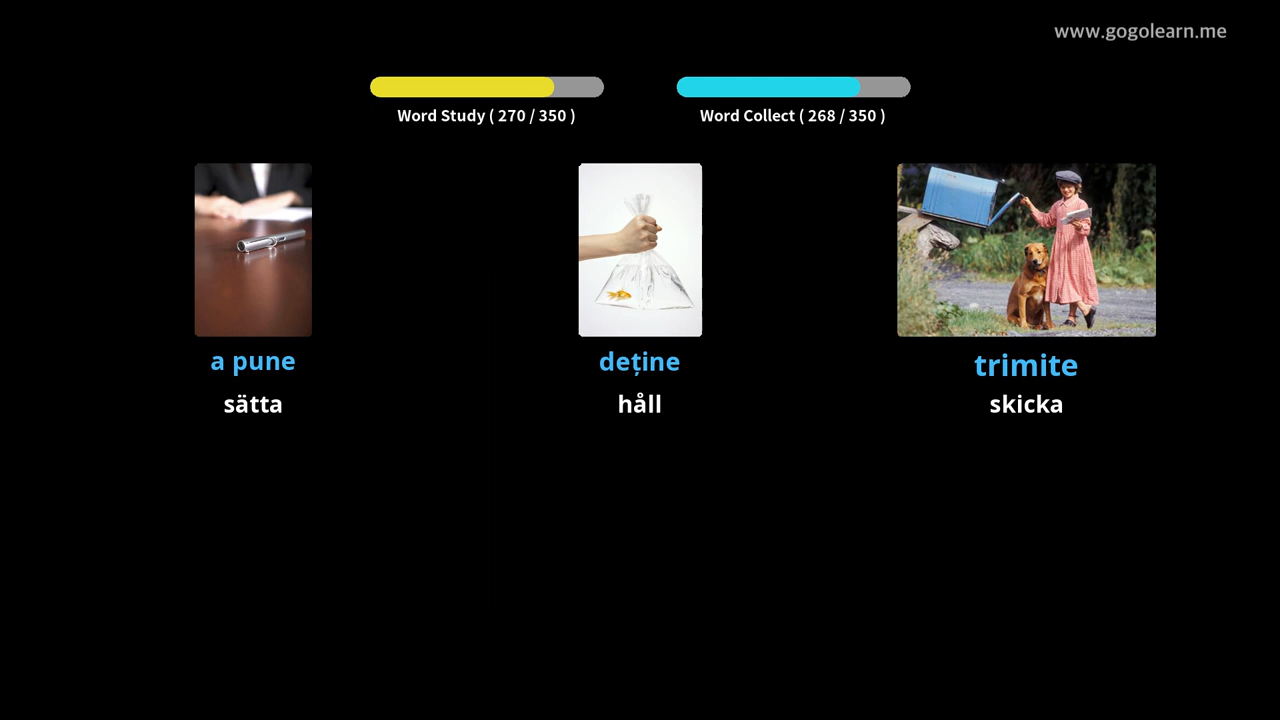 www.gogolearn.me
Word Study ( 270 / 350 )
Word Collect ( 268 / 350 )
a pune
deține
trimite
sätta
håll
skicka